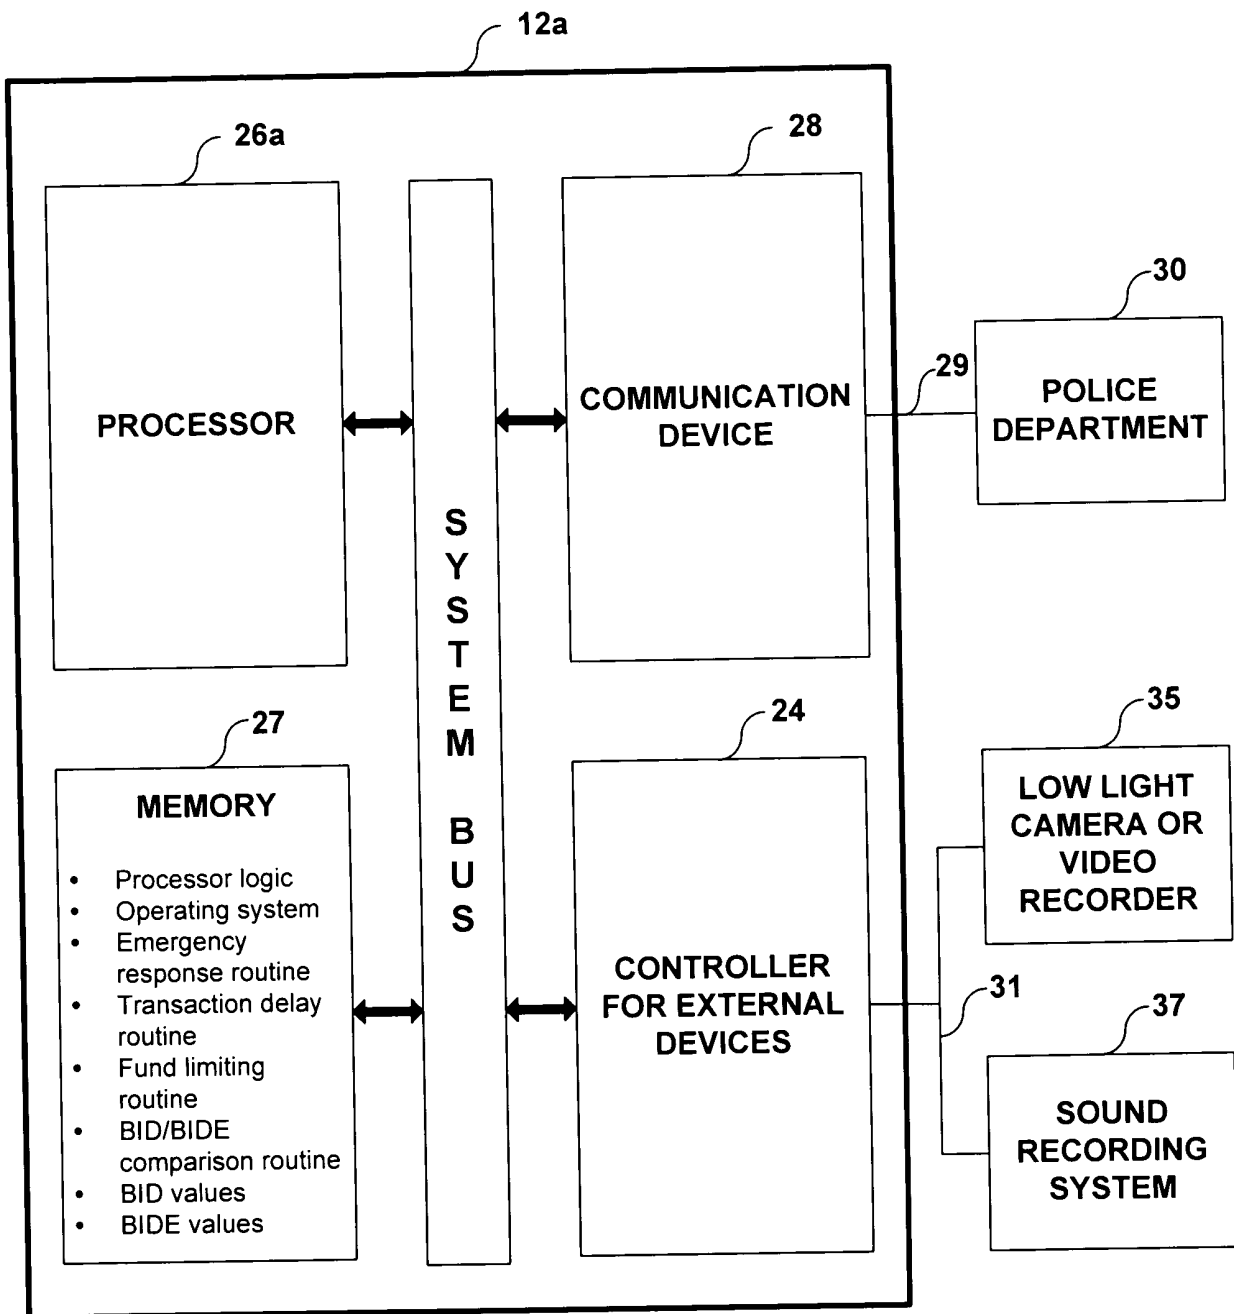 12a
26a
28
PROCESSOR
SYSTEM BUS
COMMUNICATION
DEVICE
29
30
POLICE
DEPARTMENT
27
MEMORY
• Processor logic
• Operating system
• Emergency
response routine
• Transaction delay
routine
• Fund limiting
routine
• BID/BIDE
comparison routine
• BID values
• BIDE values
24
CONTROLLER
FOR EXTERNAL
DEVICES
31
35
LOW LIGHT
CAMERA OR
VIDEO
RECORDER
37
SOUND
RECORDING
SYSTEM